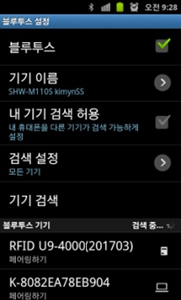 오전 9:28
블루투스 설정
블루투스
기기 이름
SHW-M110S kimynSS
내 기기 검색 허용
내 휴대폰을 다른 기기가 검색 가능하게
설정
검색 설정
모든 기기
기기 검색
블루투스 기기 검색 중...
RFID U9-4000(201703)
페어링하기
K-8082EA78EB904
페어링하기